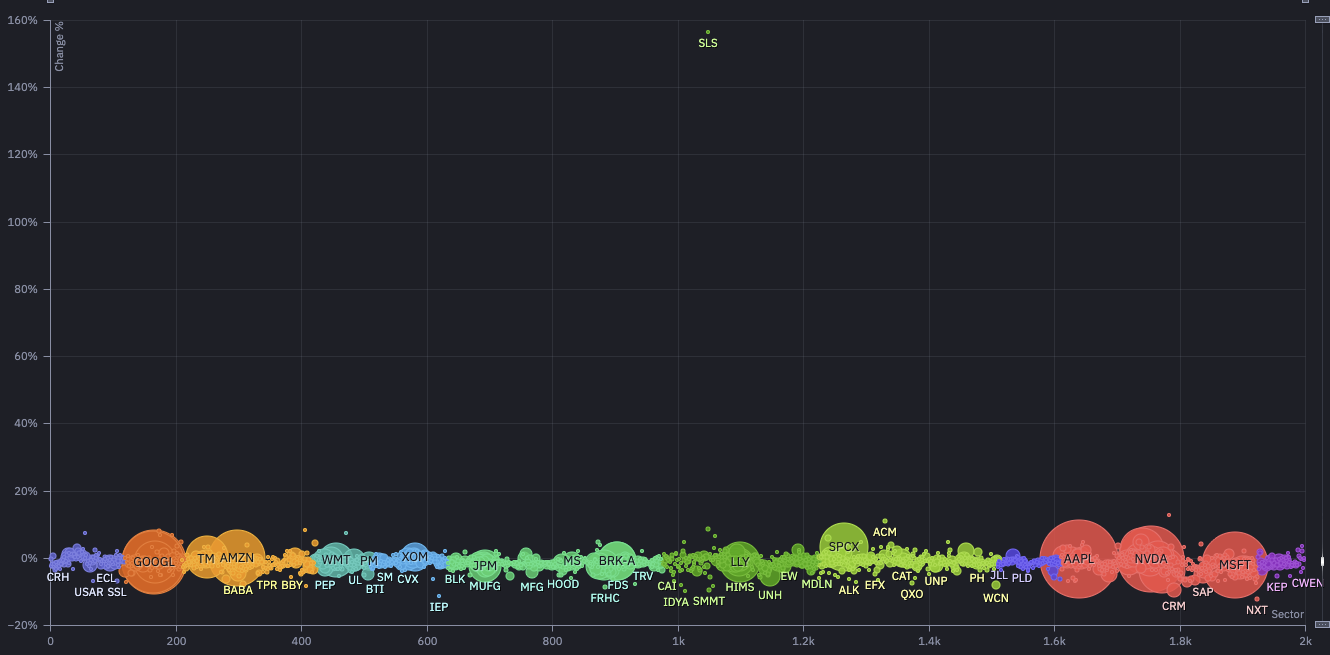 160%
Change %
SLS
140%
120%
100%
80%
60%
40%
20%
ACM
SPCX
0%
GOOGL
TM
AMZN
WMT
PM
XOM
JPM
MS
BRK-A
LLY
AAPL
NVDA
MSFT
CRH
ECL
USAR
SSL
BABA
TPR
BBY
PEP
UL
BTI
SM
CVX
IEP
BLK
MUFG
MFG
HOOD
FRHC
FDS
TRV
CAI
IDYA
SMMT
HIMS
UNH
EW
MDLN
ALK
EFX
CAT
QXO
UNP
PH
WCN
JLL
PLD
CRM
SAP
NXT
KEP
CWEN
Sector
−20%
0
200
400
600
800
1k
1.2k
1.4k
1.6k
1.8k
2k